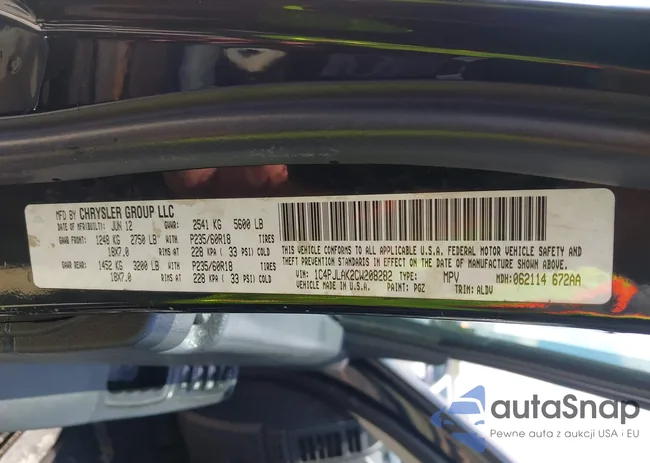 MFD BY CHRYSLER GROUP LLC
DATE OF MFR(BUILT): JUN 12 GVWR: 2541 KG 5600 LB
GAWR FRONT: 1248 KG 2750 LB WITH P235/60R18 TIRES
18X7.0 RIMS AT 228 KPA ( 33 PSI) COLD
GAWR REAR: 1452 KG 3200 LB WITH P235/60R18 TIRES
18X7.0 RIMS AT 228 KPA ( 33 PSI) COLD
THIS VEHICLE CONFORMS TO ALL APPLICABLE U.S.A. FEDERAL MOTOR VEHICLE SAFETY AND
THEFT PREVENTION STANDARDS IN EFFECT ON THE DATE OF MANUFACTURE SHOWN ABOVE.
VIN: 1C4PJLAK2CW208282 TYPE: MPV MDH: 062114 672AA
VEHICLE MADE IN U.S.A. PAINT: PGZ TRIM: ALDV
autaSnap
Pewne auta z aukcji USA i EU